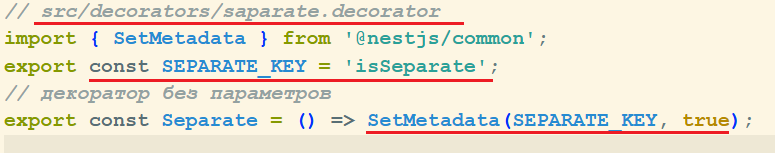 // src/decorators/saparate.decorator
import { SetMetadata } from '@nestjs/common';
export const SEPARATE_KEY = 'isSeparate';
// декоратор без параметров
export const Separate = () => SetMetadata(SEPARATE_KEY, true);